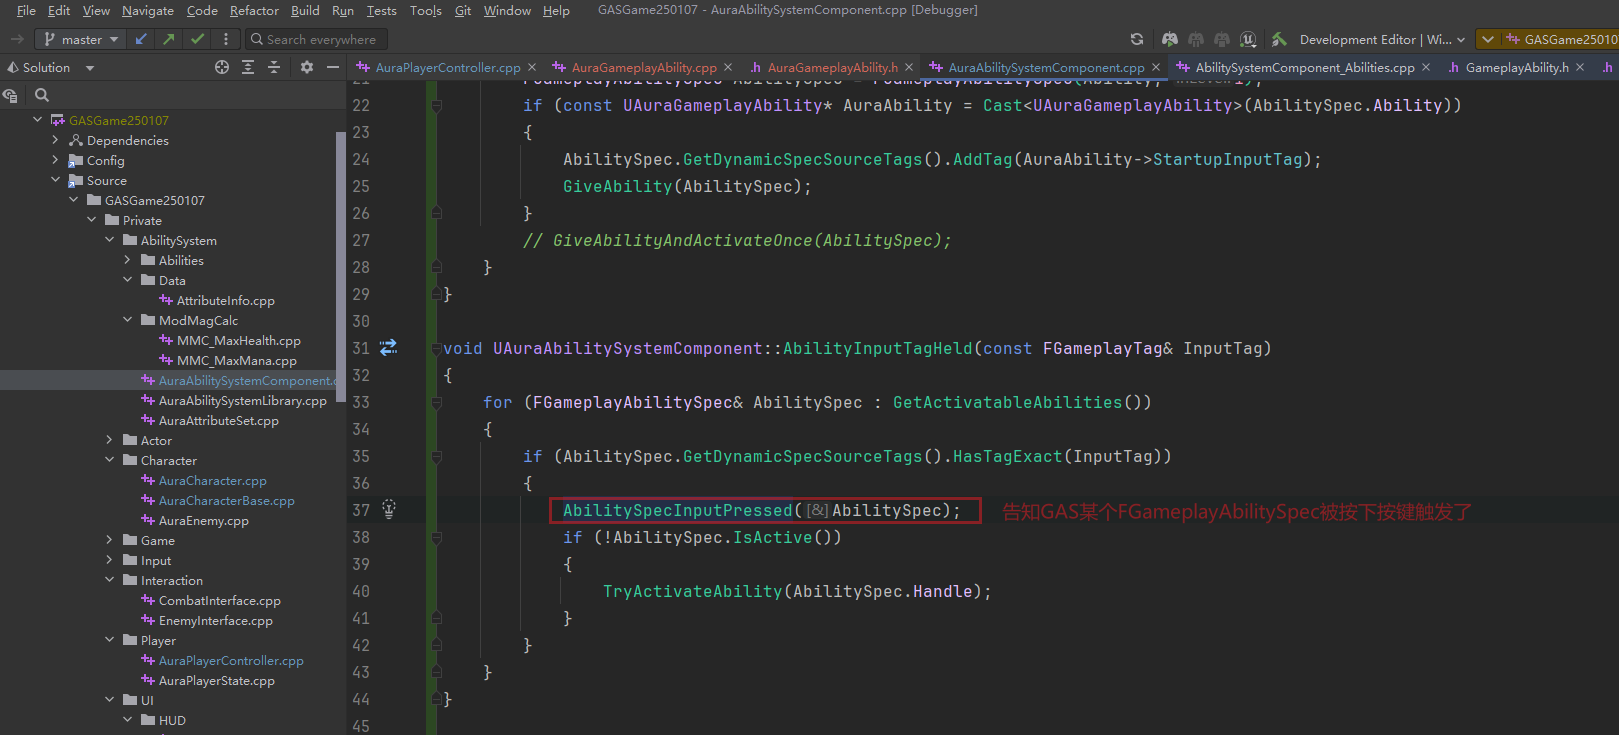 File Edit View Navigate Code Refactor Build Run Tests Tools Git Window Help GASGame250107 - AuraAbilitySystemComponent.cpp [Debugger]
master Search everywhere Development Editor | Wi... GASGame25010
Solution
AuraPlayerController.cpp AuraGameplayAbility.cpp .h AuraGameplayAbility.h AuraAbilitySystemComponent.cpp AbilitySystemComponent_Abilities.cpp .h GameplayAbility.h .h
GASGame250107
Dependencies
Config
Source
GASGame250107
Private
AbilitySystem
Abilities
Data
AttributeInfo.cpp
ModMagCalc
MMC_MaxHealth.cpp
MMC_MaxMana.cpp
AuraAbilitySystemComponent.c
AuraAbilitySystemLibrary.cpp
AuraAttributeSet.cpp
Actor
Character
AuraCharacter.cpp
AuraCharacterBase.cpp
AuraEnemy.cpp
Game
Input
Interaction
CombatInterface.cpp
EnemyInterface.cpp
Player
AuraPlayerController.cpp
AuraPlayerState.cpp
UI
HUD
22 if (const UAuraGameplayAbility* AuraAbility = Cast<UAuraGameplayAbility>(AbilitySpec.Ability))
23 {
24 AbilitySpec.GetDynamicSpecSourceTags().AddTag(AuraAbility->StartupInputTag);
25 GiveAbility(AbilitySpec);
26 }
27 // GiveAbilityAndActivateOnce(AbilitySpec);
28 }
29 }
30
31 void UAuraAbilitySystemComponent::AbilityInputTagHeld(const FGameplayTag& InputTag)
32 {
33 for (FGameplayAbilitySpec& AbilitySpec : GetActivatableAbilities())
34 {
35 if (AbilitySpec.GetDynamicSpecSourceTags().HasTagExact(InputTag))
36 {
37 AbilitySpecInputPressed([&]AbilitySpec); 告知GAS某个FGameplayAbilitySpec被按下按键触发了
38 if (!AbilitySpec.IsActive())
39 {
40 TryActivateAbility(AbilitySpec.Handle);
41 }
42 }
43 }
44 }
45